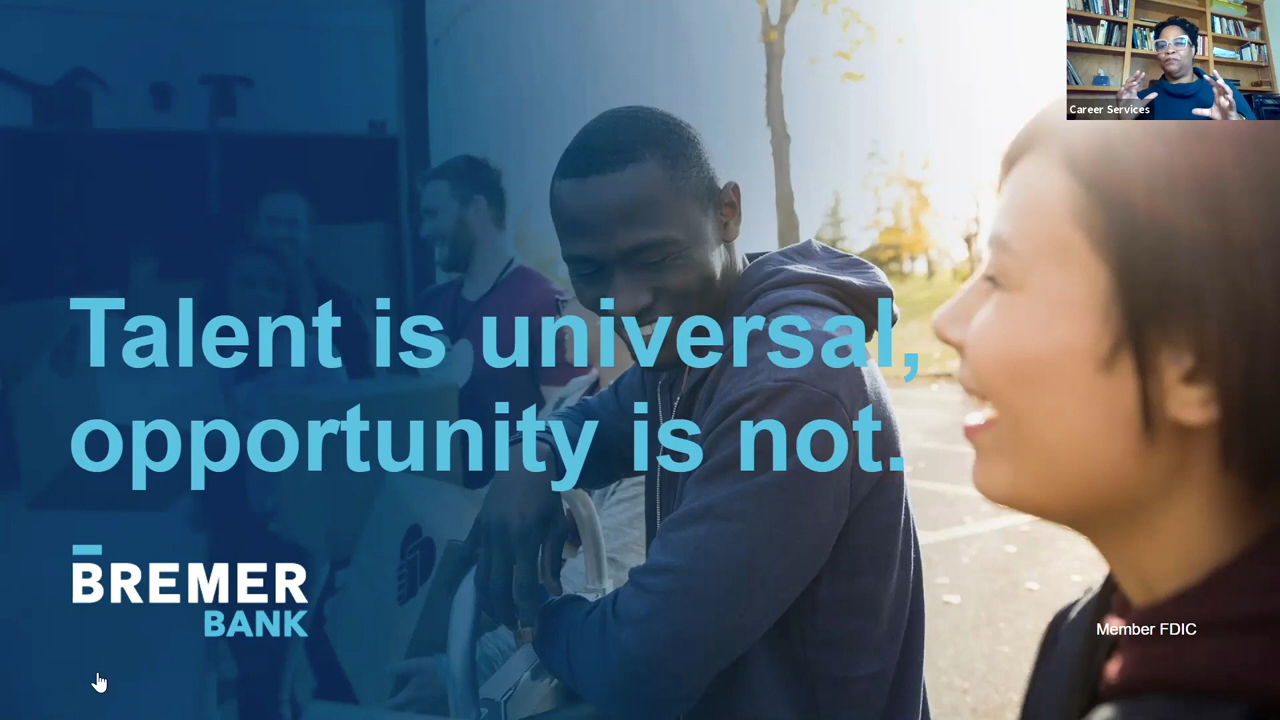 Career Services
Talent is universal,
opportunity is not.
BREMER
BANK
Member FDIC